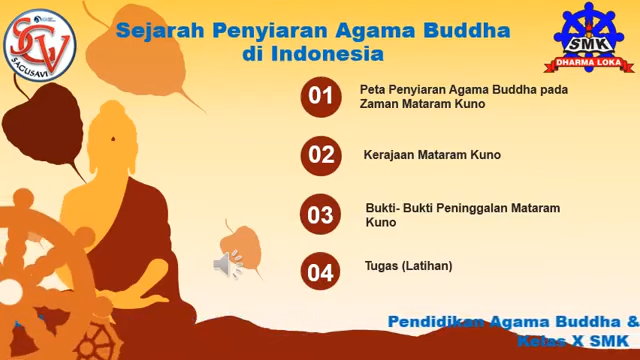 Sejarah Penyiaran Agama Buddha
di Indonesia
SCV
SAGUSAVI
SMK
DHARMA LOKA
01
Peta Penyiaran Agama Buddha pada
Zaman Mataram Kuno
02
Kerajaan Mataram Kuno
03
Bukti- Bukti Peninggalan Mataram
Kuno
04
Tugas (Latihan)
Pendidikan Agama Buddha &
Kelas X SMK